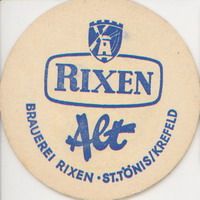 RIXEN
Alt
BRAUEREI RIXEN · ST.TÖNIS/KREFELD